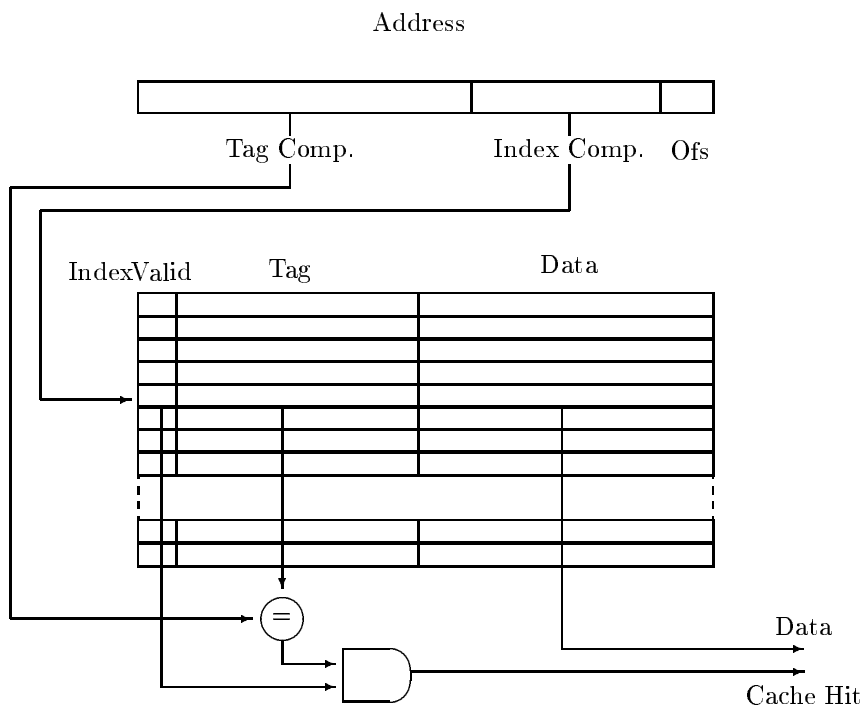 Address
Tag Comp. Index Comp. Ofs
IndexValid Tag Data
=
Data
Cache Hit